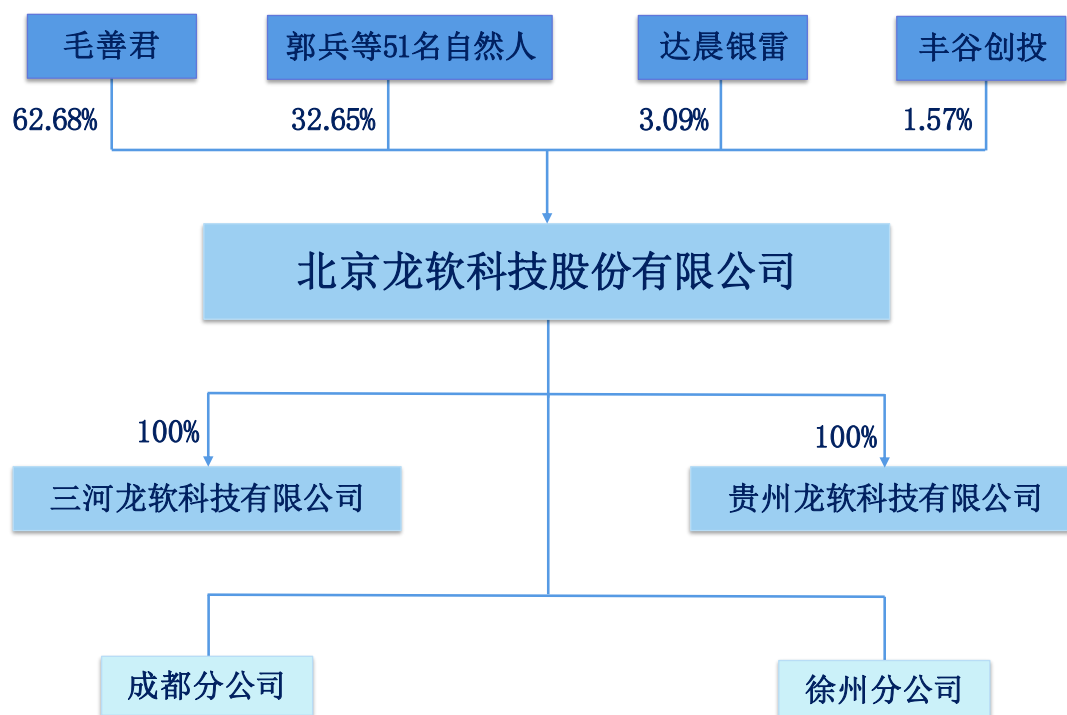 毛善君
郭兵等51名自然人
达晨银雷
丰谷创投
62.68%
32.65%
3.09%
1.57%
北京龙软科技股份有限公司
100%
100%
三河龙软科技有限公司
贵州龙软科技有限公司
成都分公司
徐州分公司